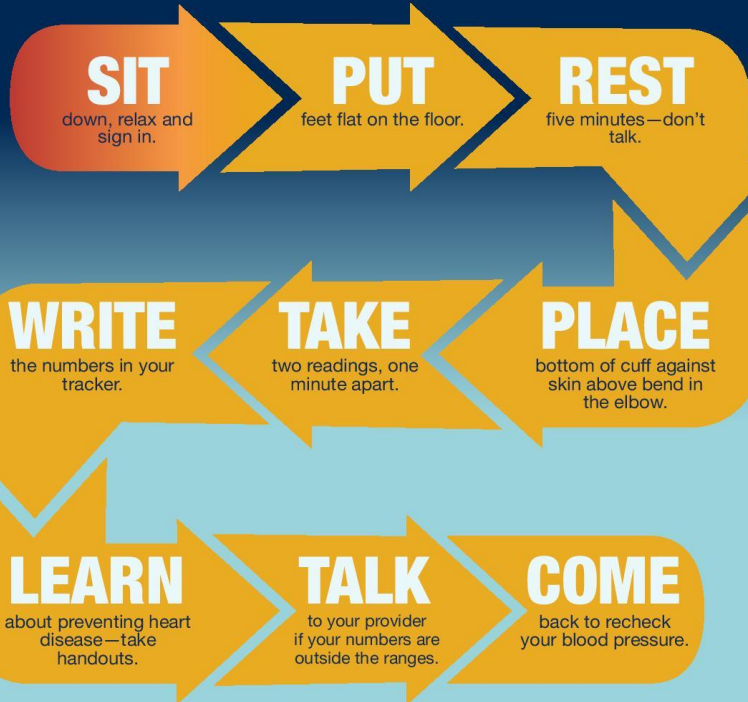 SIT
down, relax and
sign in.
PUT
feet flat on the floor.
REST
five minutes—don't
talk.
PLACE
bottom of cuff against
skin above bend in
the elbow.
TAKE
two readings, one
minute apart.
WRITE
the numbers in your
tracker.
LEARN
about preventing heart
disease—take
handouts.
TALK
to your provider
if your numbers are
outside the ranges.
COME
back to recheck
your blood pressure.